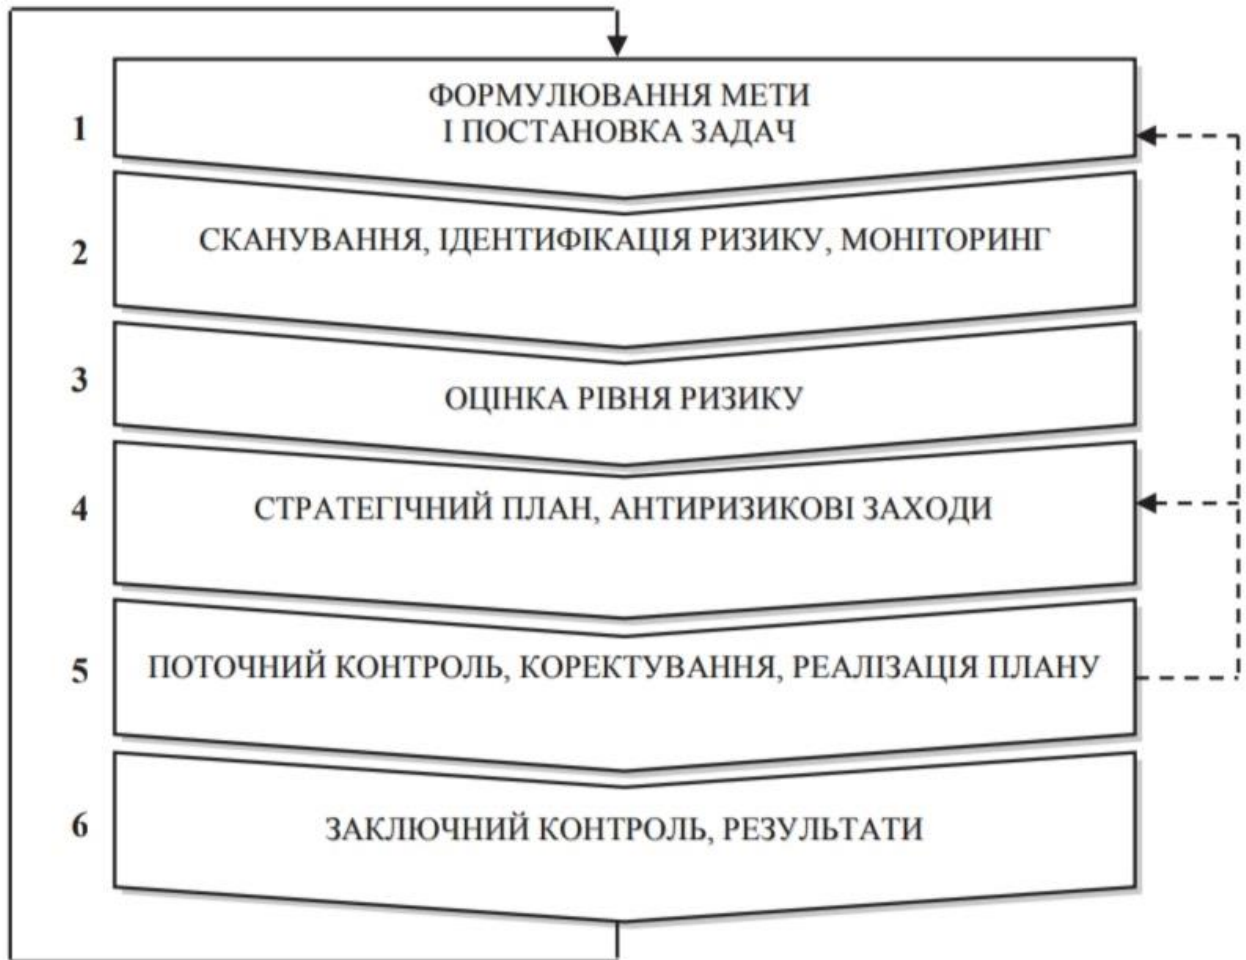 1
ФОРМУЛЮВАННЯ МЕТИ
І ПОСТАНОВКА ЗАДАЧ
2
СКАНУВАННЯ, ІДЕНТИФІКАЦІЯ РИЗИКУ, МОНІТОРИНГ
3
ОЦІНКА РІВНЯ РИЗИКУ
4
СТРАТЕГІЧНИЙ ПЛАН, АНТИРИЗИКОВІ ЗАХОДИ
5
ПОТОЧНИЙ КОНТРОЛЬ, КОРЕКТУВАННЯ, РЕАЛІЗАЦІЯ ПЛАНУ
6
ЗАКЛЮЧНИЙ КОНТРОЛЬ, РЕЗУЛЬТАТИ